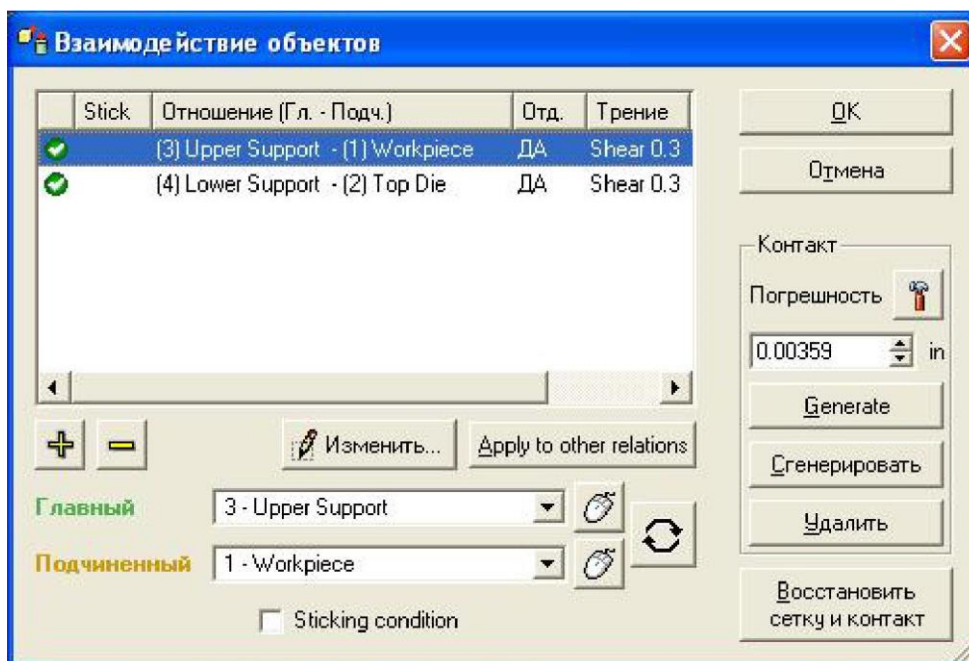 Взаимодействие объектов
Stick Отношение (Гл. - Подч.) Отд. Трение
(3) Upper Support - (1) Workpiece ДА Shear 0.3
(4) Lower Support - (2) Top Die ДА Shear 0.3
OK
Отмена
Контакт
Погрешность
0.00359 in
Generate
Сгенерировать
Удалить
Восстановить
сетку и контакт
Изменить... Apply to other relations
Главный 3 - Upper Support
Подчиненный 1 - Workpiece
Sticking condition